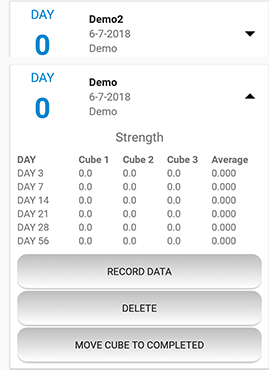 DAY
0
Demo2
6-7-2018
Demo
DAY
0
Demo
6-7-2018
Demo
Strength
DAY Cube 1 Cube 2 Cube 3 Average
DAY 3 0.0 0.0 0.0 0.000
DAY 7 0.0 0.0 0.0 0.000
DAY 14 0.0 0.0 0.0 0.000
DAY 21 0.0 0.0 0.0 0.000
DAY 28 0.0 0.0 0.0 0.000
DAY 56 0.0 0.0 0.0 0.000
RECORD DATA
DELETE
MOVE CUBE TO COMPLETED